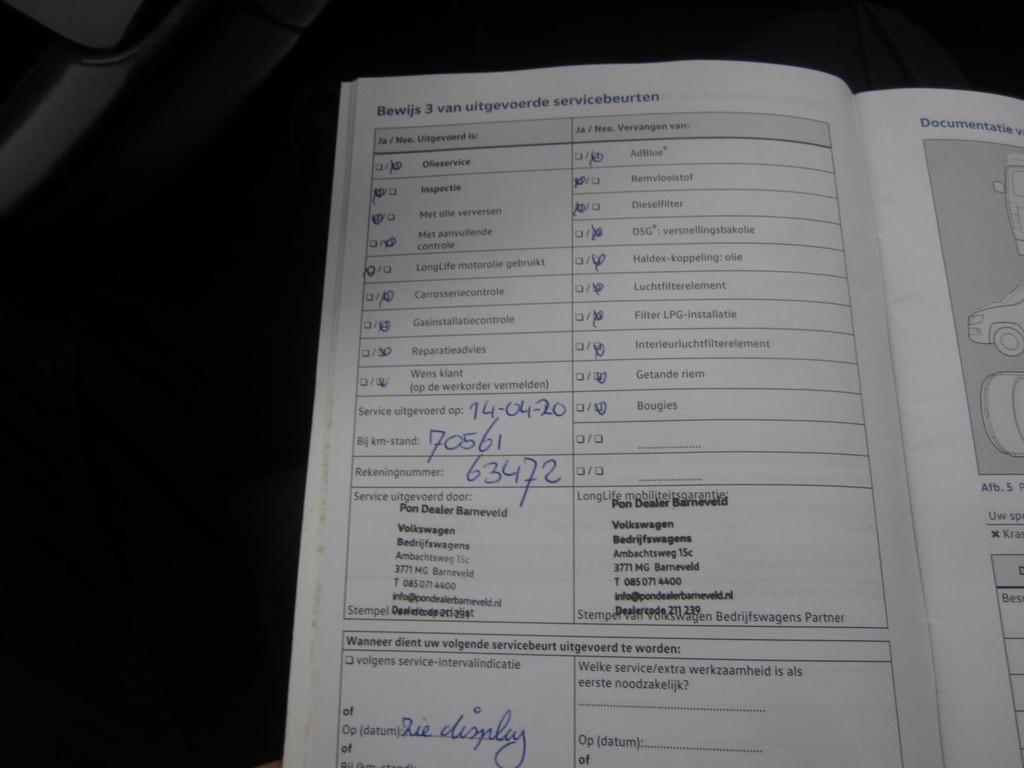 Bewijs 3 van uitgevoerde servicebeurten
Ja / Nee. Uitgevoerd is:
Olieservice
Inspectie
Met olie verversen
Met aanvullende
controle
LongLife motorolie gebruikt
Carrosseriecontrole
Gasinstallatiecontrole
Reparatieadvies
Wens klant
(op de werkorder vermelden)
Service uitgevoerd op: 14-04-20
Bij km-stand: 70561
Rekeningnummer: 63472
Service uitgevoerd door:
Pon Dealer Barneveld
Volkswagen
Bedrijfswagens
Ambachtsweg 15c
3771 MG Barneveld
T 085 071 4400
info@pondealerbarneveld.nl
Dealercode 211 239
Stempel
Ja / Nee. Vervangen van:
AdBlue®
Remvloeistof
Dieselfilter
DSG®: versnellingsbakolie
Haldex-koppeling: olie
Luchtfilterelement
Filter LPG-installatie
Interieurluchtfilterelement
Getande riem
Bougies
LongLife mobiliteitsgarantie:
Pon Dealer Barneveld
Volkswagen
Bedrijfswagens
Ambachtsweg 15c
3771 MG Barneveld
T 085 071 4400
info@pondealerbarneveld.nl
Dealercode 211 239
Stempel van Volkswagen Bedrijfswagens Partner
Wanneer dient uw volgende servicebeurt uitgevoerd te worden:
volgens service-intervalindicatie
of
Op (datum): Zie display
of
Welke service/extra werkzaamheid is als
eerste noodzakelijk?
Op (datum):
of
Documentatie
Afb. 5
Uw